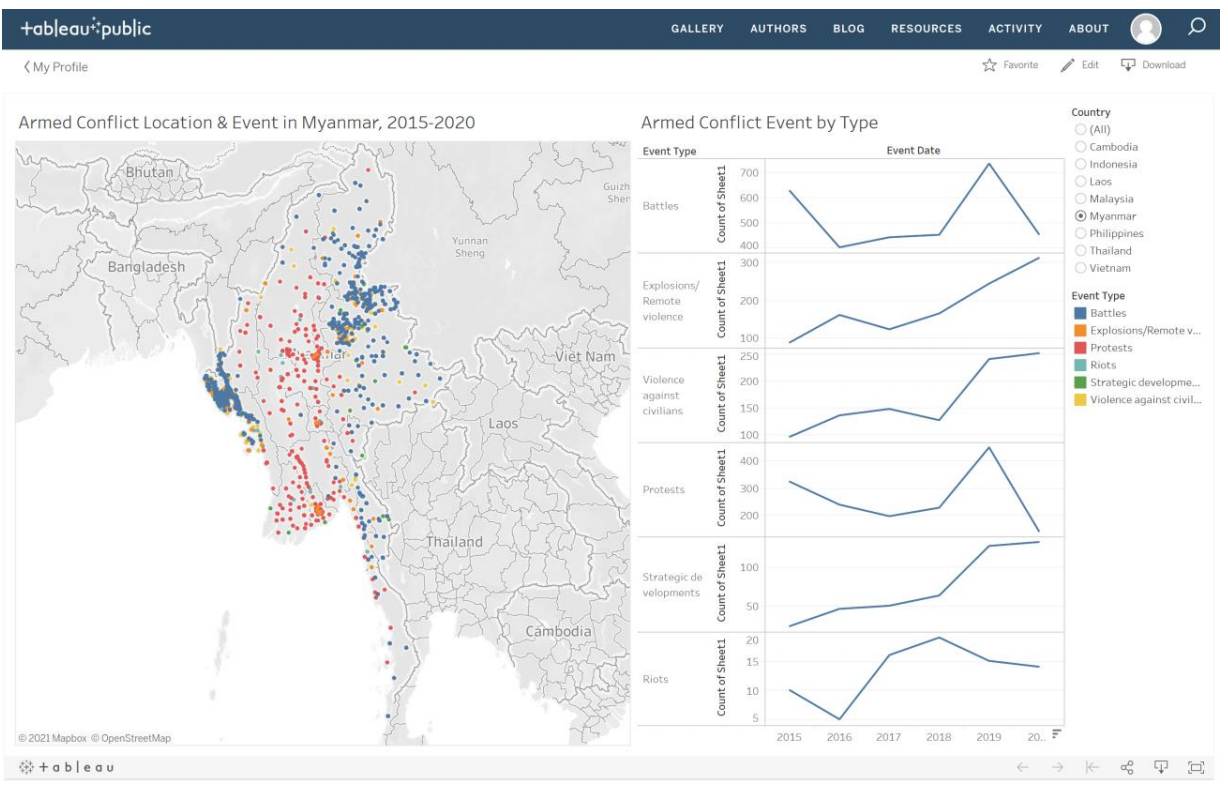 +ableau+public
GALLERY AUTHORS BLOG RESOURCES ACTIVITY ABOUT
My Profile
Favorite Edit Download
Armed Conflict Location & Event in Myanmar, 2015-2020
Bhutan
Bangladesh
Yunnan
Sheng
Viet Nam
Laos
Thailand
Cambodia
© 2021 Mapbox © OpenStreetMap
Armed Conflict Event by Type
Event Type Event Date
Battles
Count of Sheet1
700
600
500
400
Explosions/
Remote
violence
Count of Sheet1
300
200
100
Violence
against
civilians
Count of Sheet1
250
200
150
100
Protests
Count of Sheet1
400
300
200
Strategic de
velopments
Count of Sheet1
100
50
Riots
Count of Sheet1
20
15
10
5
2015 2016 2017 2018 2019 20..
Country
(All)
Cambodia
Indonesia
Laos
Malaysia
Myanmar
Philippines
Thailand
Vietnam
Event Type
Battles
Explosions/Remote v...
Protests
Riots
Strategic developme...
Violence against civil...
+ableau